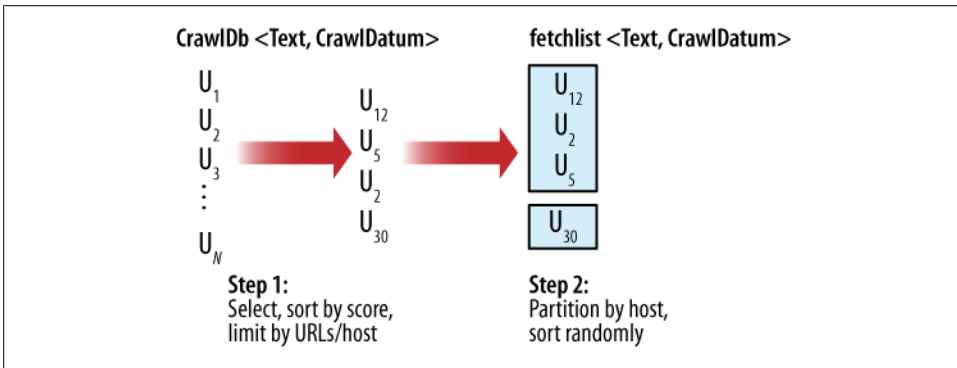 CrawlDb <Text, CrawlDatum>
fetchlist <Text, CrawlDatum>
U1
U2
U3
⋮
UN
U12
U5
U2
U30
U12
U2
U5
U30
Step 1:
Select, sort by score,
limit by URLs/host
Step 2:
Partition by host,
sort randomly